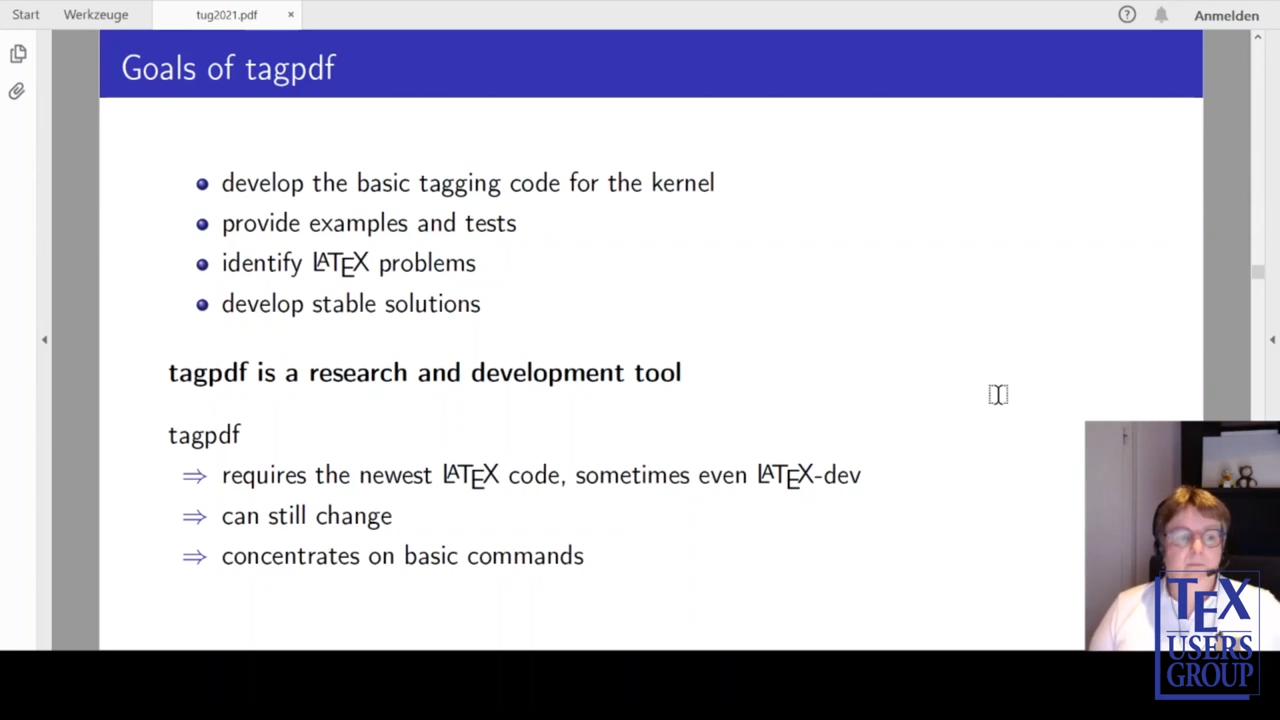 Start Werkzeuge tug2021.pdf × ? Anmelden
Goals of tagpdf
develop the basic tagging code for the kernel
provide examples and tests
identify LATEX problems
develop stable solutions
tagpdf is a research and development tool
tagpdf
⇒ requires the newest LATEX code, sometimes even LATEX-dev
⇒ can still change
⇒ concentrates on basic commands
TEX
USERS
GROUP